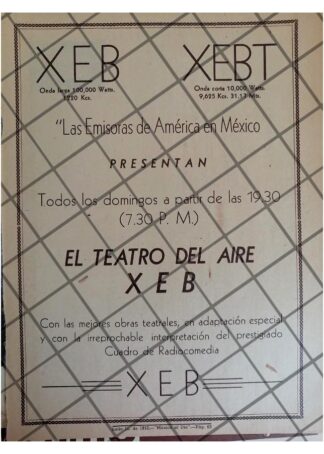 XEB XEBT
Onda larga 100,000 Watts. Onda corta 10,000 Watts.
1220 Kcs. 9,625 Kcs. 31.17 Mts.
"Las Emisoras de América en México
PRESENTAN
Todos los domingos a partir de las 19.30
(7.30 P. M.)
EL TEATRO DEL AIRE
XEB
Con las mejores obras teatrales, en adaptación especial
y con la irreprochable interpretación del prestigiado
Cuadro de Radiocomedia
XEB